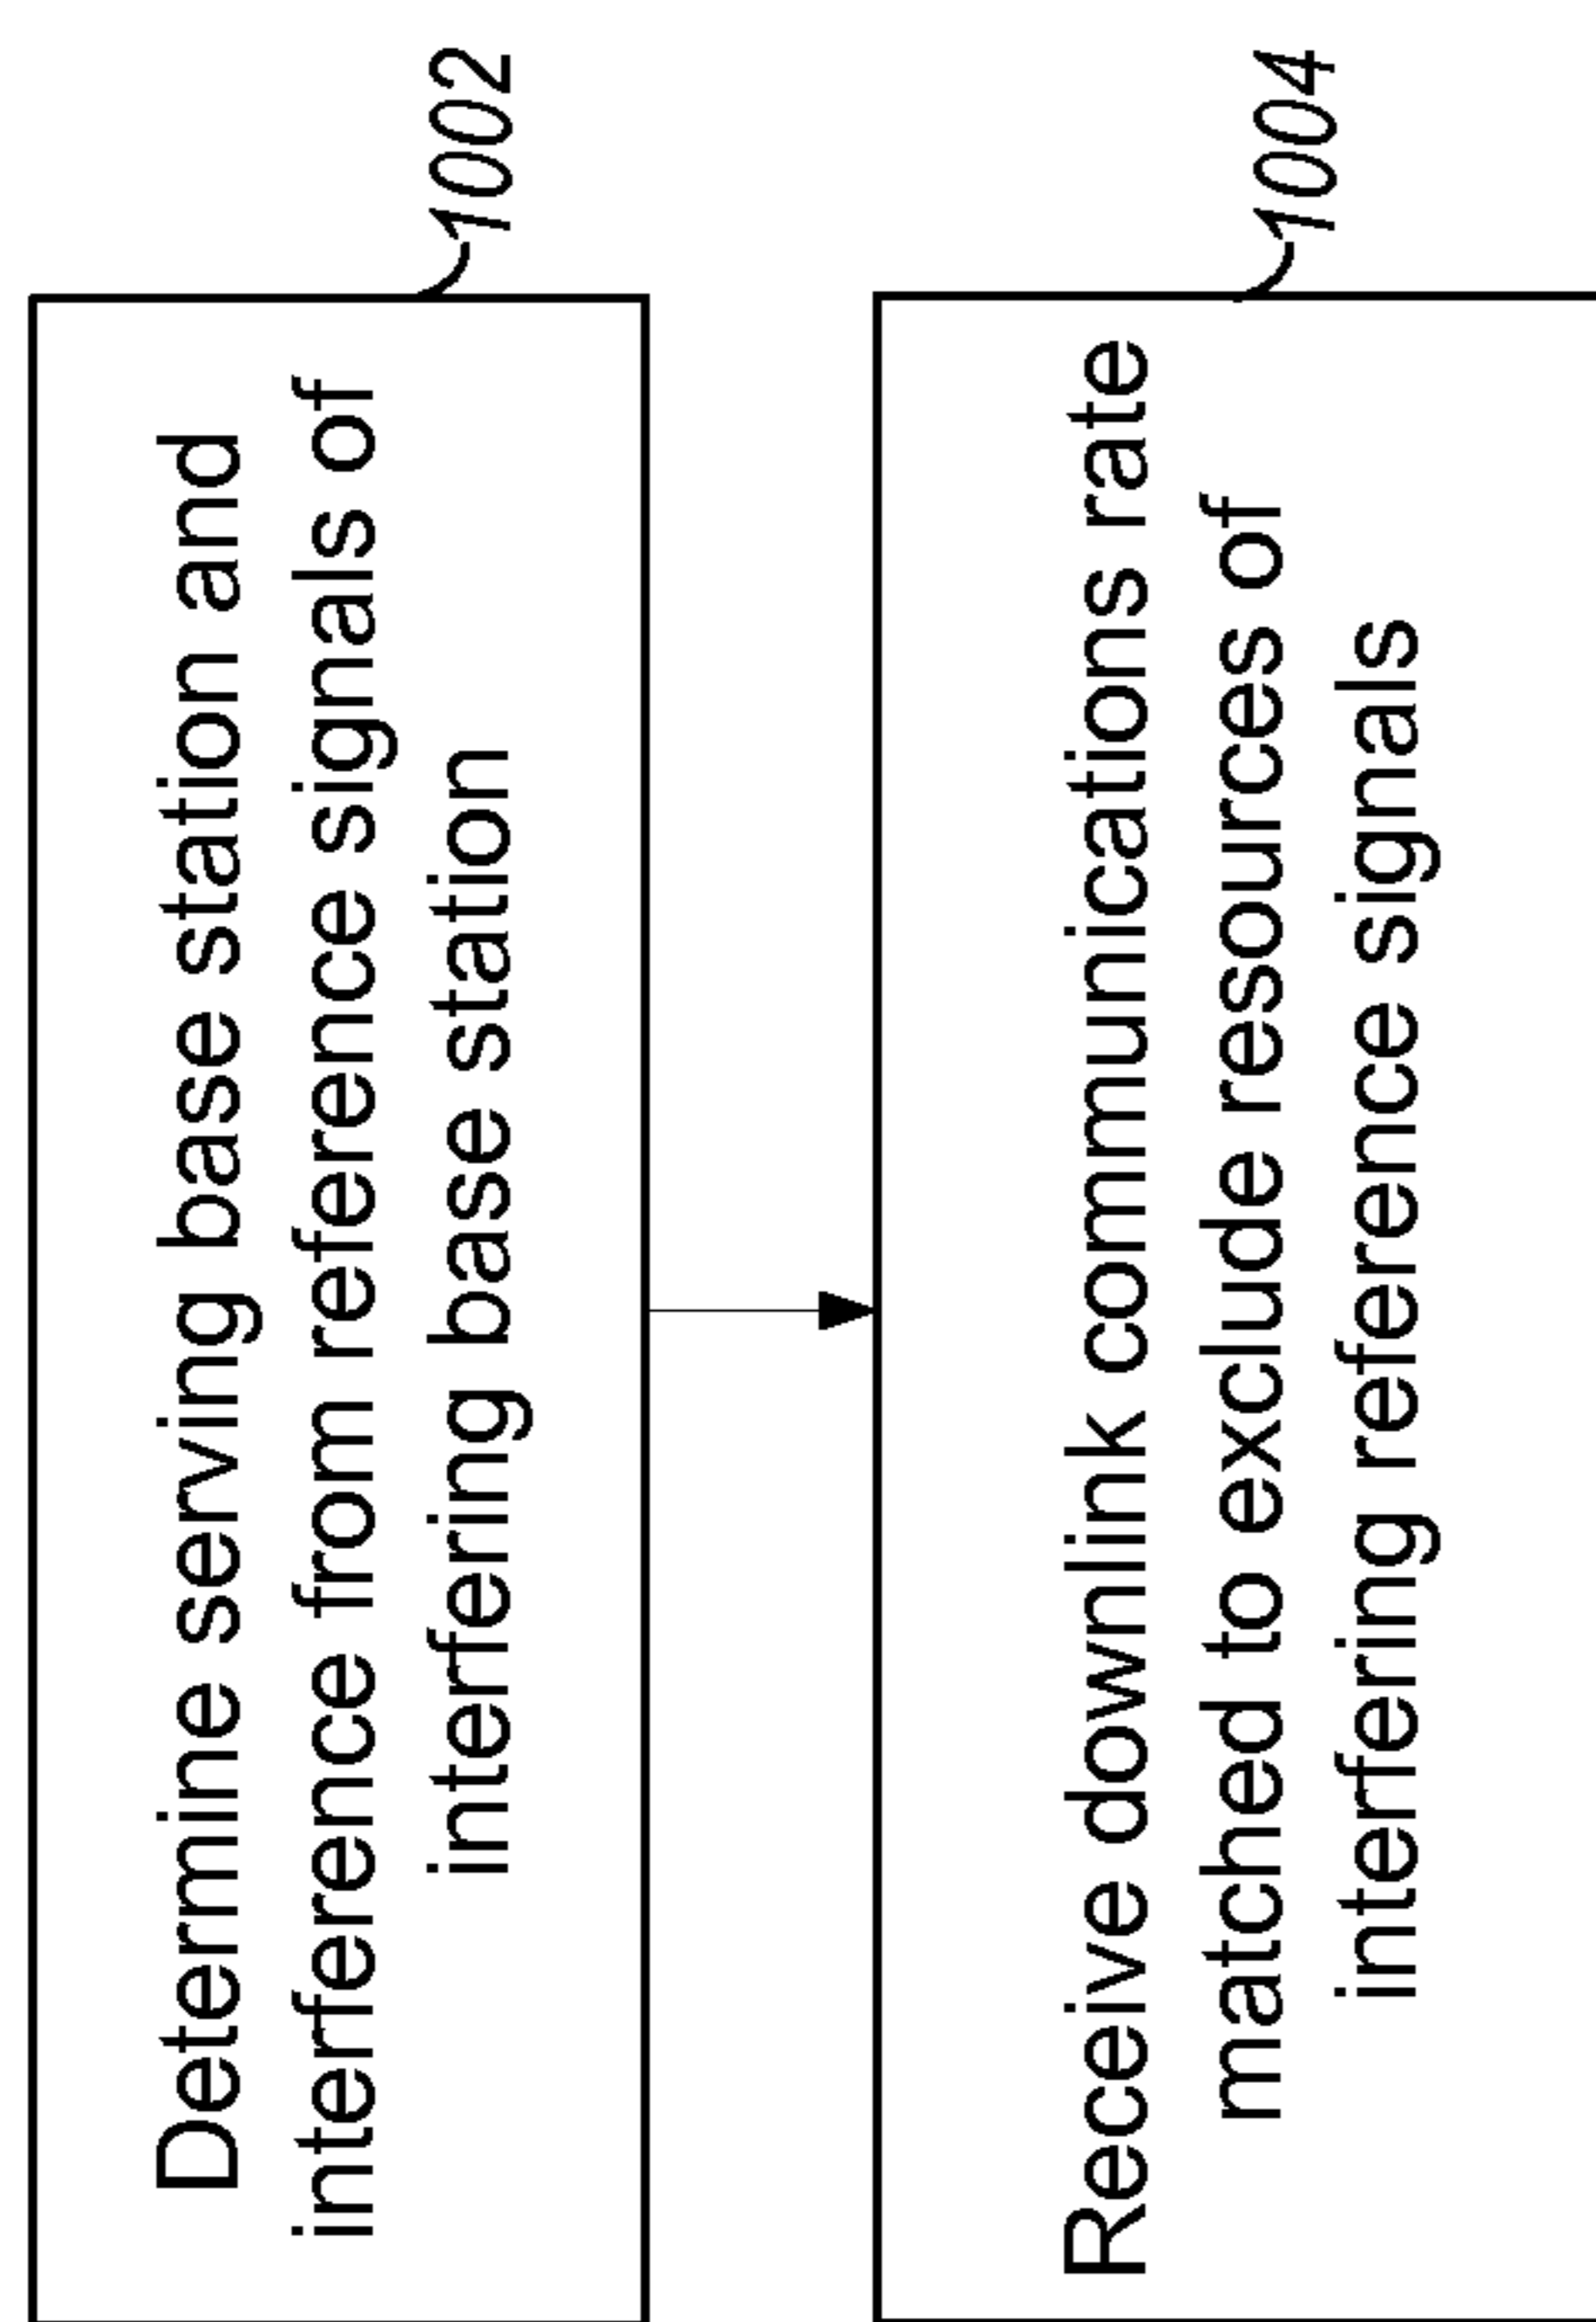 Determine serving base station and
interference from reference signals of
interfering base station
1002
Receive downlink communications rate
matched to exclude resources of
interfering reference signals
1004